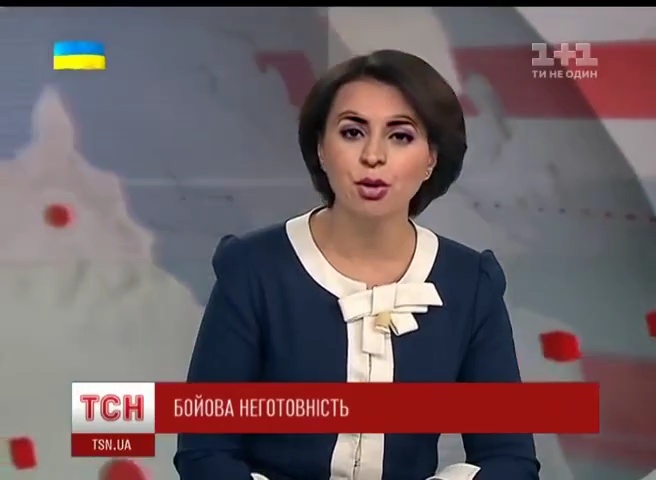 1+1
ТИ НЕ ОДИН
ТСН
БОЙОВА НЕГОТОВНІСТЬ
TSN.UA